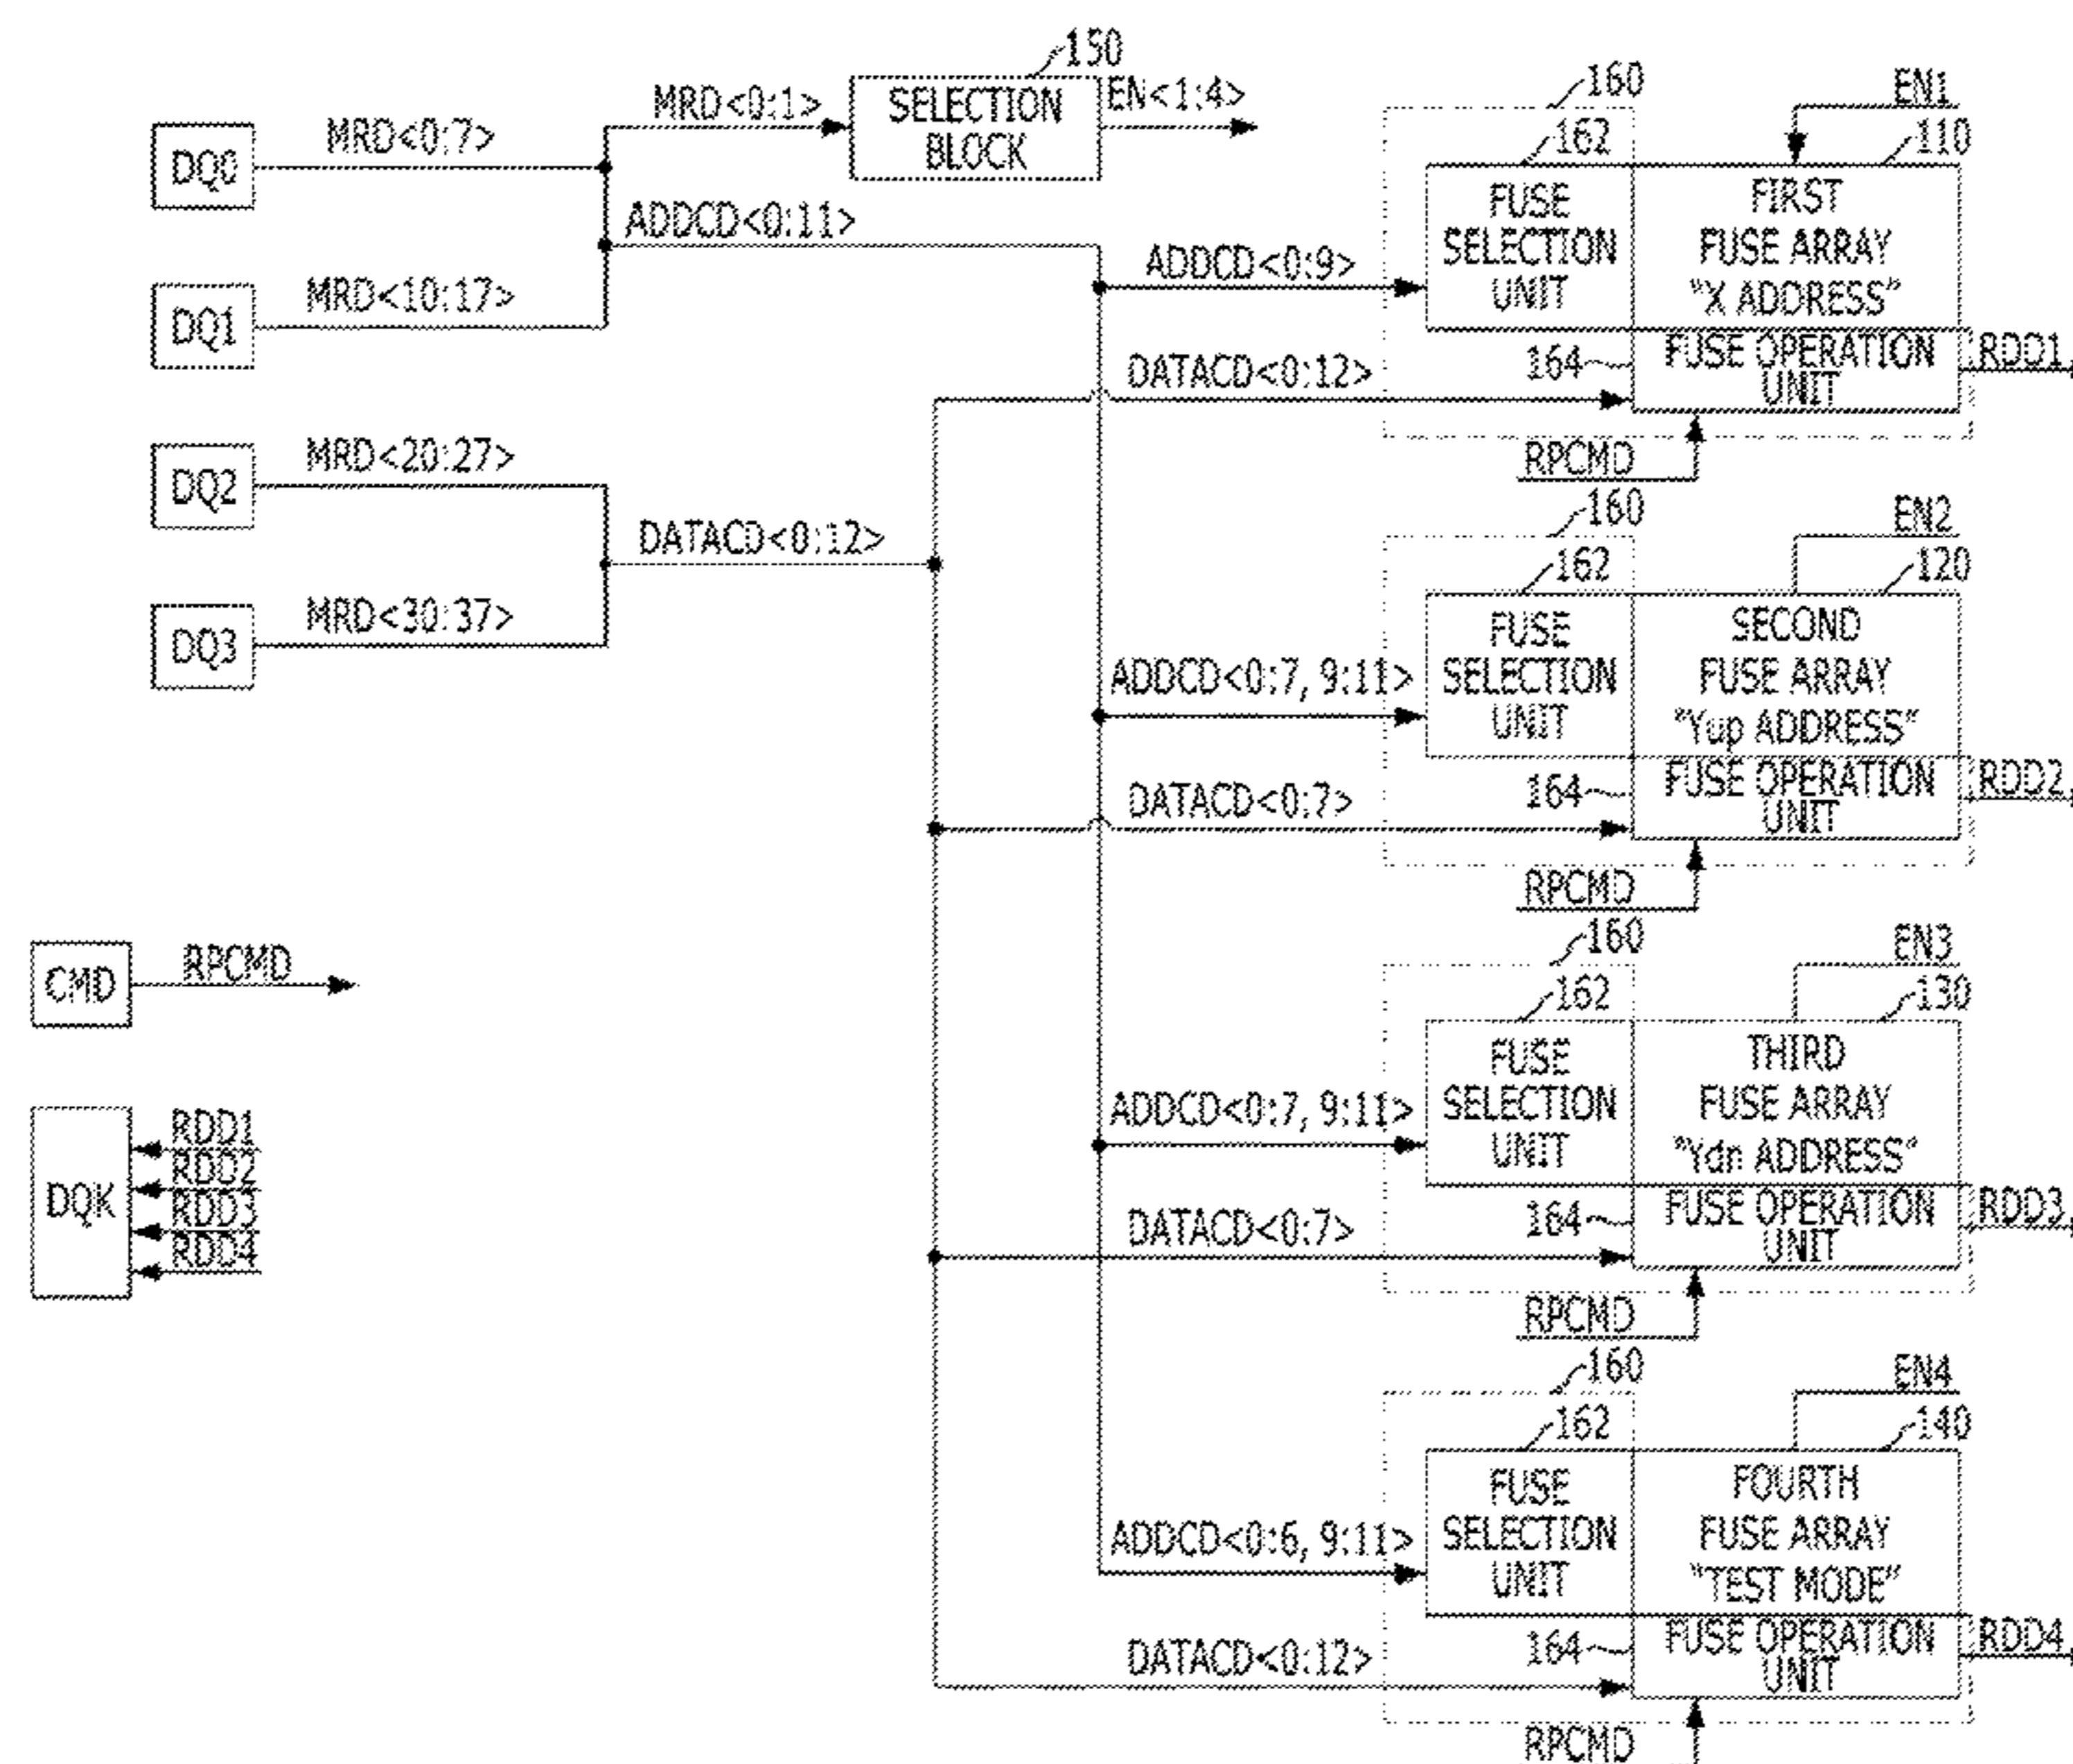 150
MRD<0:1>
SELECTION
BLOCK
EN<1:4>
DQ0
MRD<0:7>
ADDCD<0:11>
DQ1
MRD<10:17>
DQ2
MRD<20:27>
DATACD<0:12>
DQ3
MRD<30:37>
CMD
RPCMD
DQK
RDD1
RDD2
RDD3
RDD4
160
EN1
162
110
FUSE
SELECTION
UNIT
FIRST
FUSE ARRAY
"X ADDRESS"
ADDCD<0:9>
DATACD<0:12>
164
FUSE OPERATION
UNIT
RDD1
RPCMD
160
EN2
162
120
FUSE
SELECTION
UNIT
SECOND
FUSE ARRAY
"Yup ADDRESS"
ADDCD<0:7, 9:11>
DATACD<0:7>
164
FUSE OPERATION
UNIT
RDD2
RPCMD
160
EN3
162
130
FUSE
SELECTION
UNIT
THIRD
FUSE ARRAY
"Ydn ADDRESS"
ADDCD<0:7, 9:11>
DATACD<0:7>
164
FUSE OPERATION
UNIT
RDD3
RPCMD
160
EN4
162
140
FUSE
SELECTION
UNIT
FOURTH
FUSE ARRAY
"TEST MODE"
ADDCD<0:6, 9:11>
DATACD<0:12>
164
FUSE OPERATION
UNIT
RDD4
RPCMD